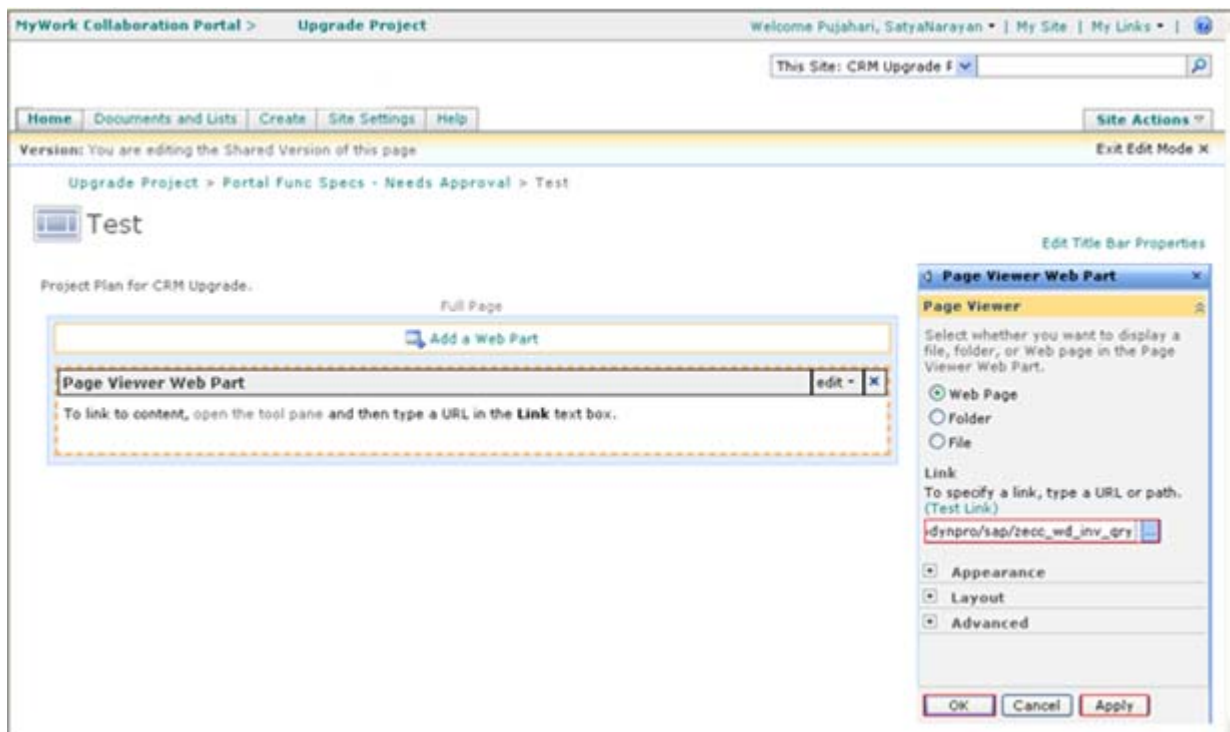 MyWork Collaboration Portal > Upgrade Project Welcome Pujahari, SatyaNarayan | My Site | My Links |
This Site: CRM Upgrade P
Home Documents and Lists Create Site Settings Help Site Actions
Version: You are editing the Shared Version of this page Exit Edit Mode X
Upgrade Project > Portal Func Specs - Needs Approval > Test
Test
Edit Title Bar Properties
Project Plan for CRM Upgrade.
Full Page
Add a Web Part
Page Viewer Web Part edit X
To link to content, open the tool pane and then type a URL in the Link text box.
Page Viewer Web Part X
Page Viewer
Select whether you want to display a
file, folder, or Web page in the Page
Viewer Web Part.
Web Page
Folder
File
Link
To specify a link, type a URL or path.
(Test Link)
dynpro/sap/zecc_wd_inv_qry ...
Appearance
Layout
Advanced
OK Cancel Apply